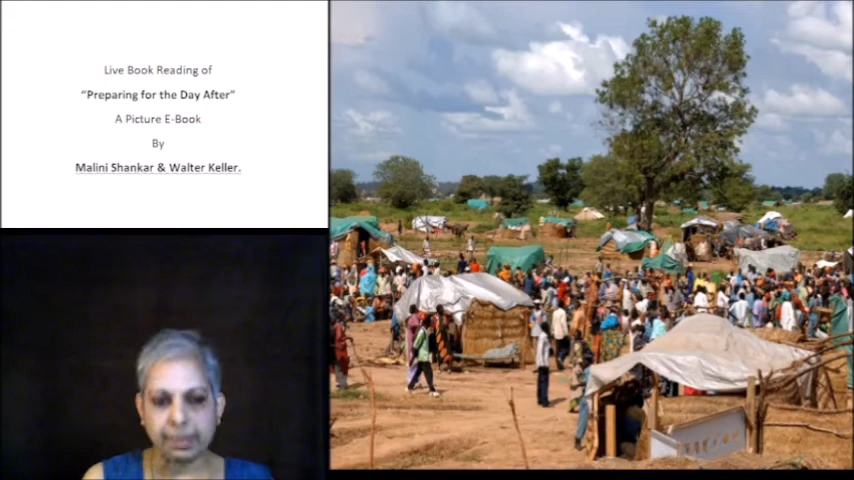 Live Book Reading of
“Preparing for the Day After”
A Picture E-Book
By
Malini Shankar & Walter Keller.